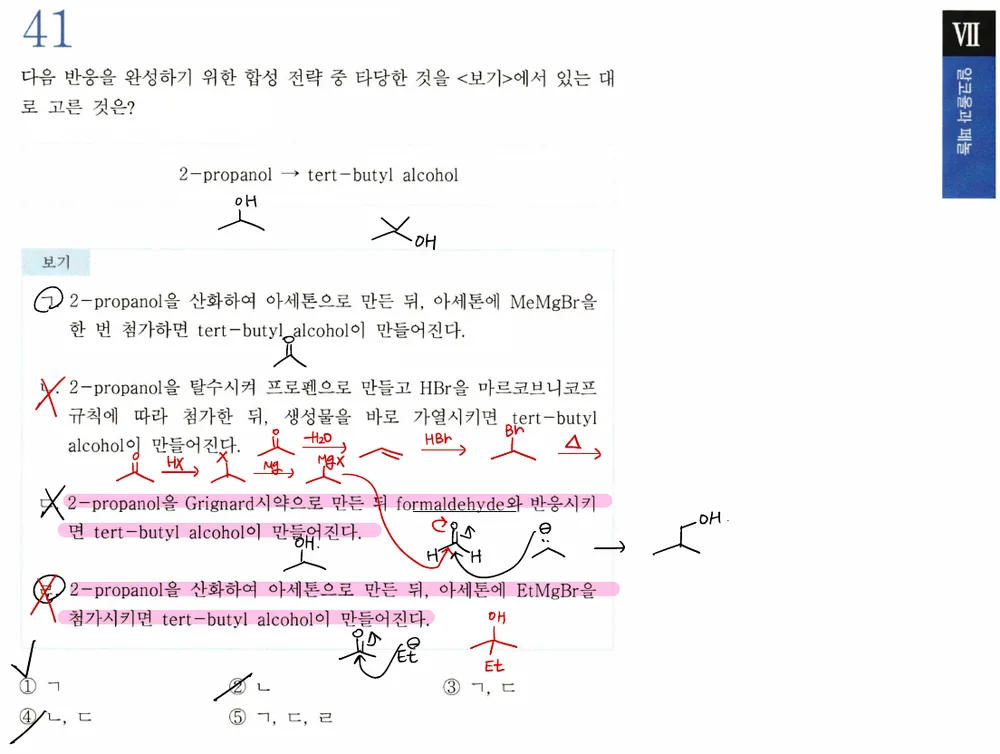 41
VII
알코올과 페놀
다음 반응을 완성하기 위한 합성 전략 중 타당한 것을 <보기>에서 있는 대
로 고른 것은?
2-propanol → tert-butyl alcohol
OH
OH
보기
ㄱ. 2-propanol을 산화하여 아세톤으로 만든 뒤, 아세톤에 MeMgBr을
한 번 첨가하면 tert-butyl alcohol이 만들어진다.
O
ㄴ. 2-propanol을 탈수시켜 프로펜으로 만들고 HBr을 마르코브니코프
규칙에 따라 첨가한 뒤, 생성물을 바로 가열시키면 tert-butyl
alcohol이 만들어진다.
O -H2O HBr Br Δ
O HX X Mg MgX
ㄷ. 2-propanol을 Grignard시약으로 만든 뒤 formaldehyde와 반응시키
면 tert-butyl alcohol이 만들어진다.
OH. O H H ⊖ : → OH.
ㄹ. 2-propanol을 산화하여 아세톤으로 만든 뒤, 아세톤에 EtMgBr을
첨가시키면 tert-butyl alcohol이 만들어진다.
O Et ⊖ OH Et
① ㄱ ② ㄴ ③ ㄱ, ㄷ
④ ㄴ, ㄷ ⑤ ㄱ, ㄷ, ㄹ